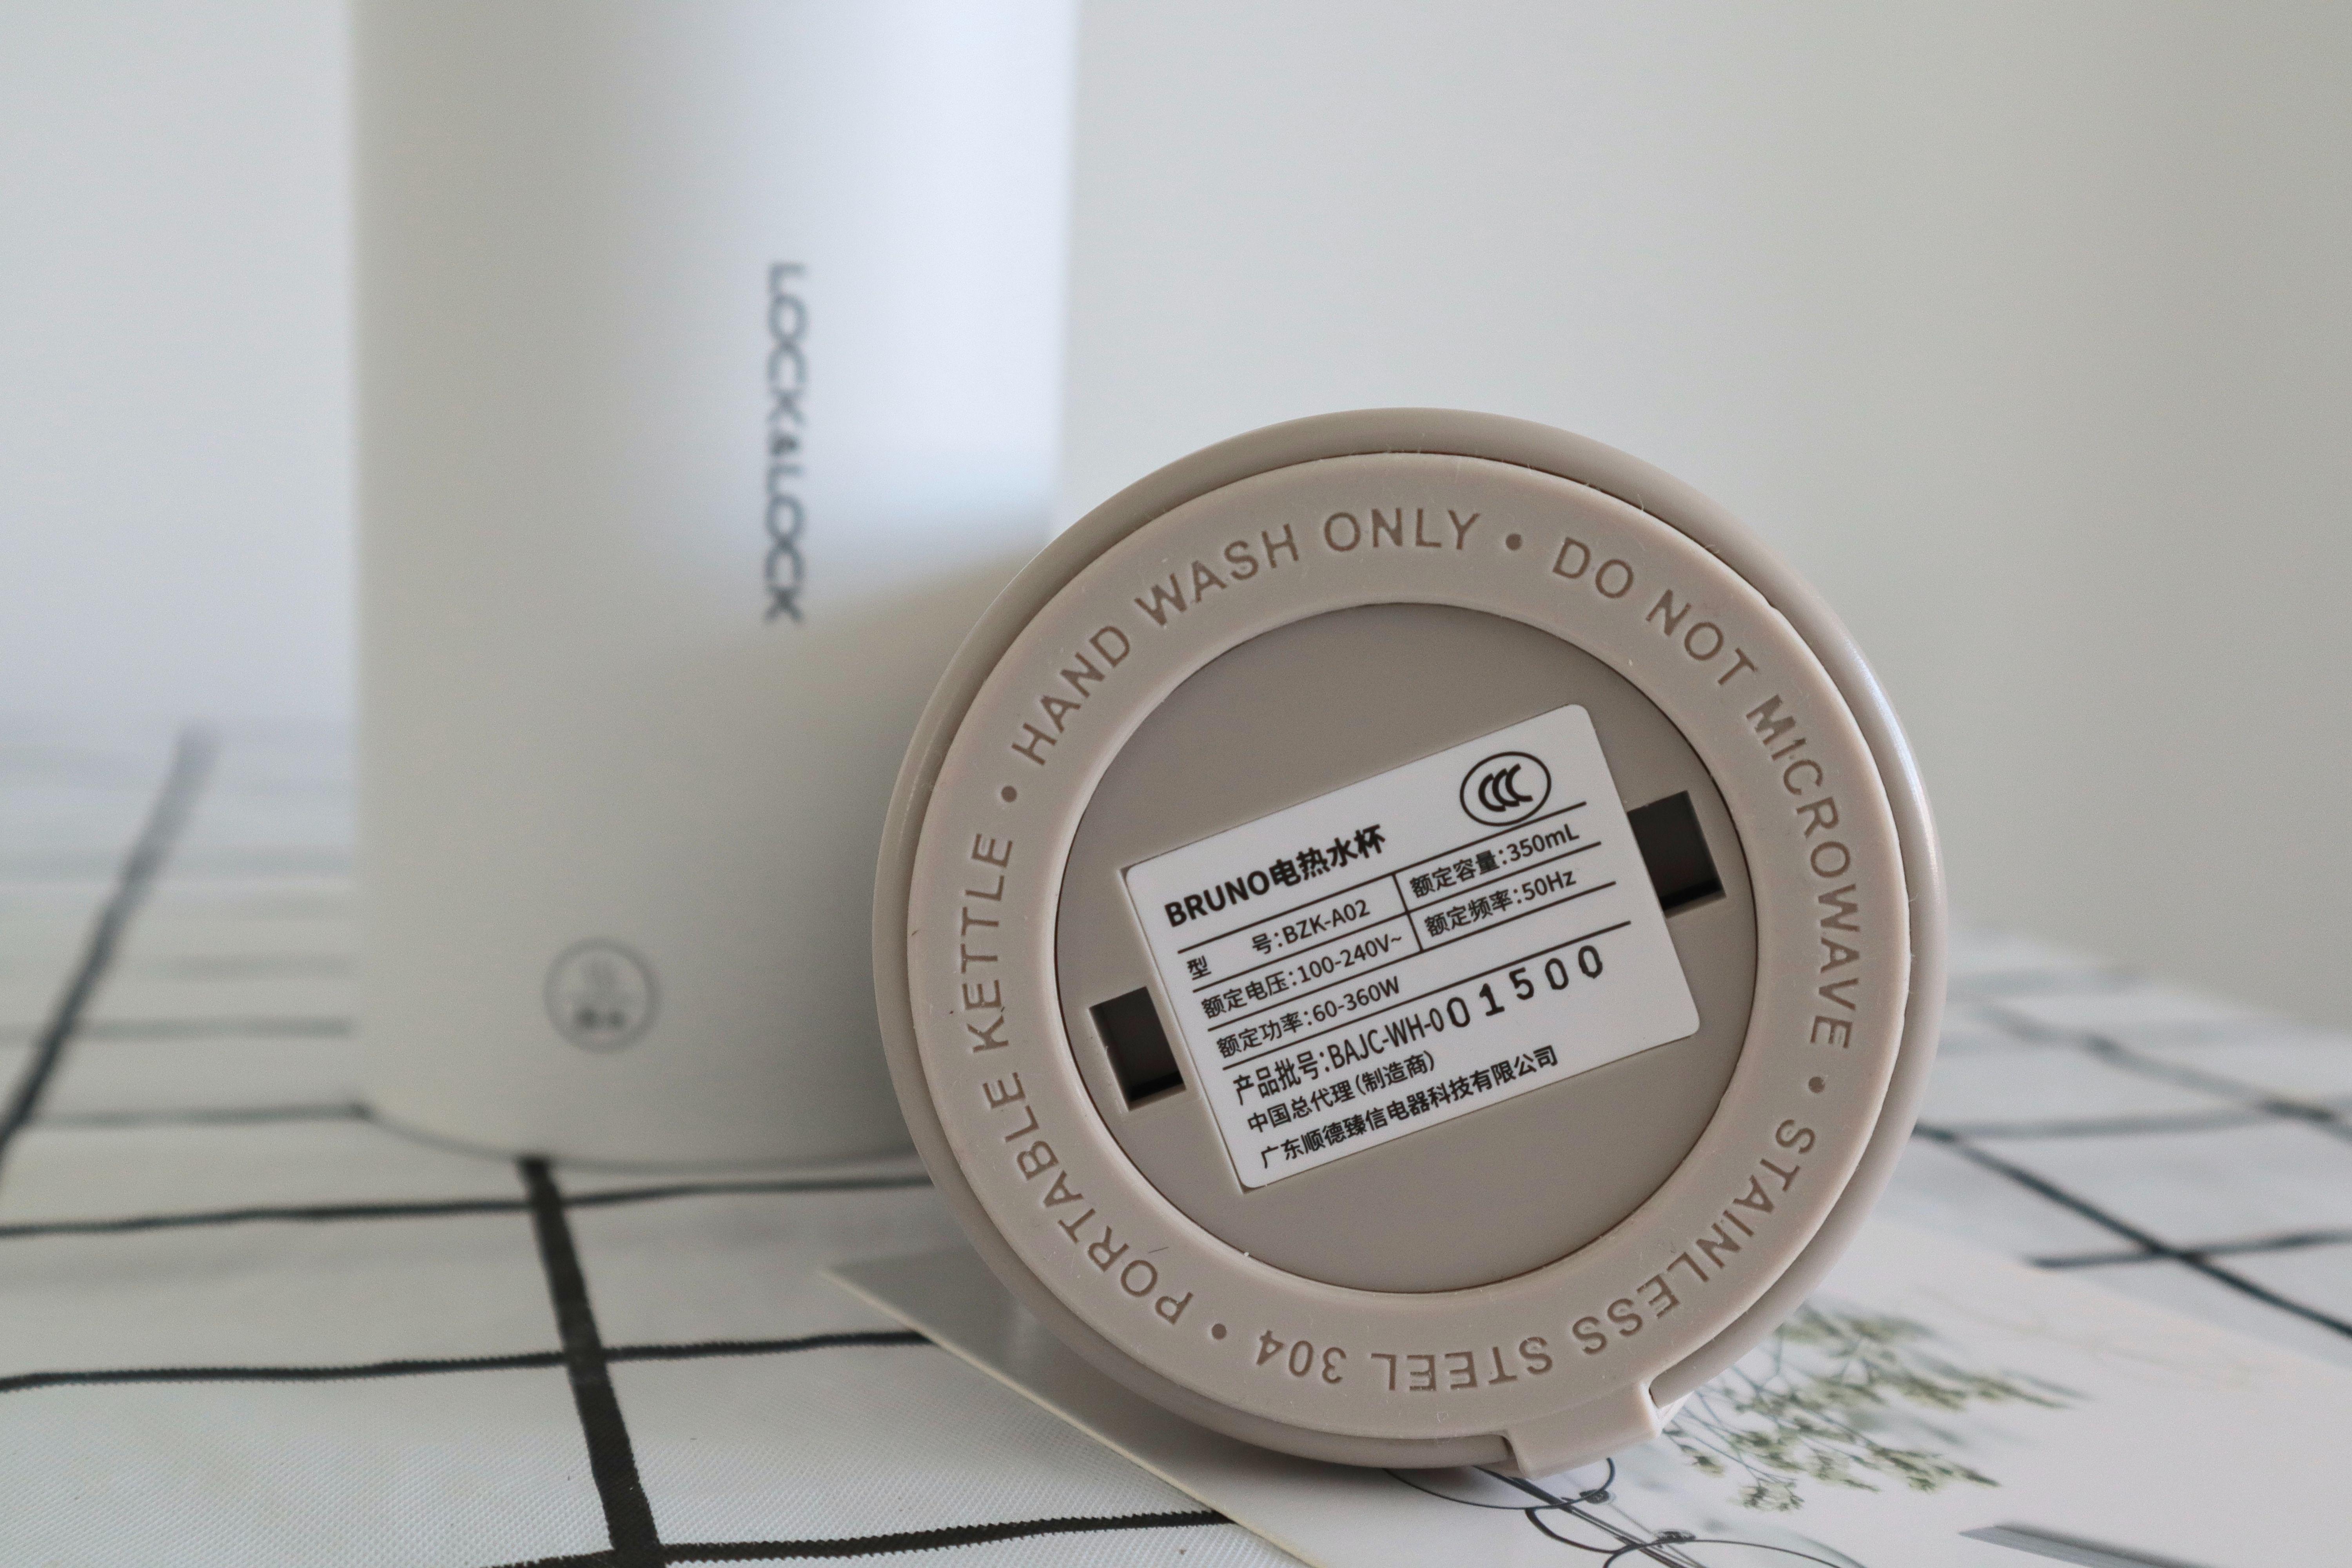 LOCK&LOCK
HAND WASH ONLY • DO NOT MICROWAVE • STAINLESS STEEL 304 • PORTABLE KETTLE •
CCC
BRUNO电热水杯
型 号：BZK-A02 额定容量：350mL
额定电压：100-240V~ 额定频率：50Hz
额定功率：60-360W
产品批号：BAJC-WH-001500
中国总代理（制造商）
广东顺德臻信电器科技有限公司